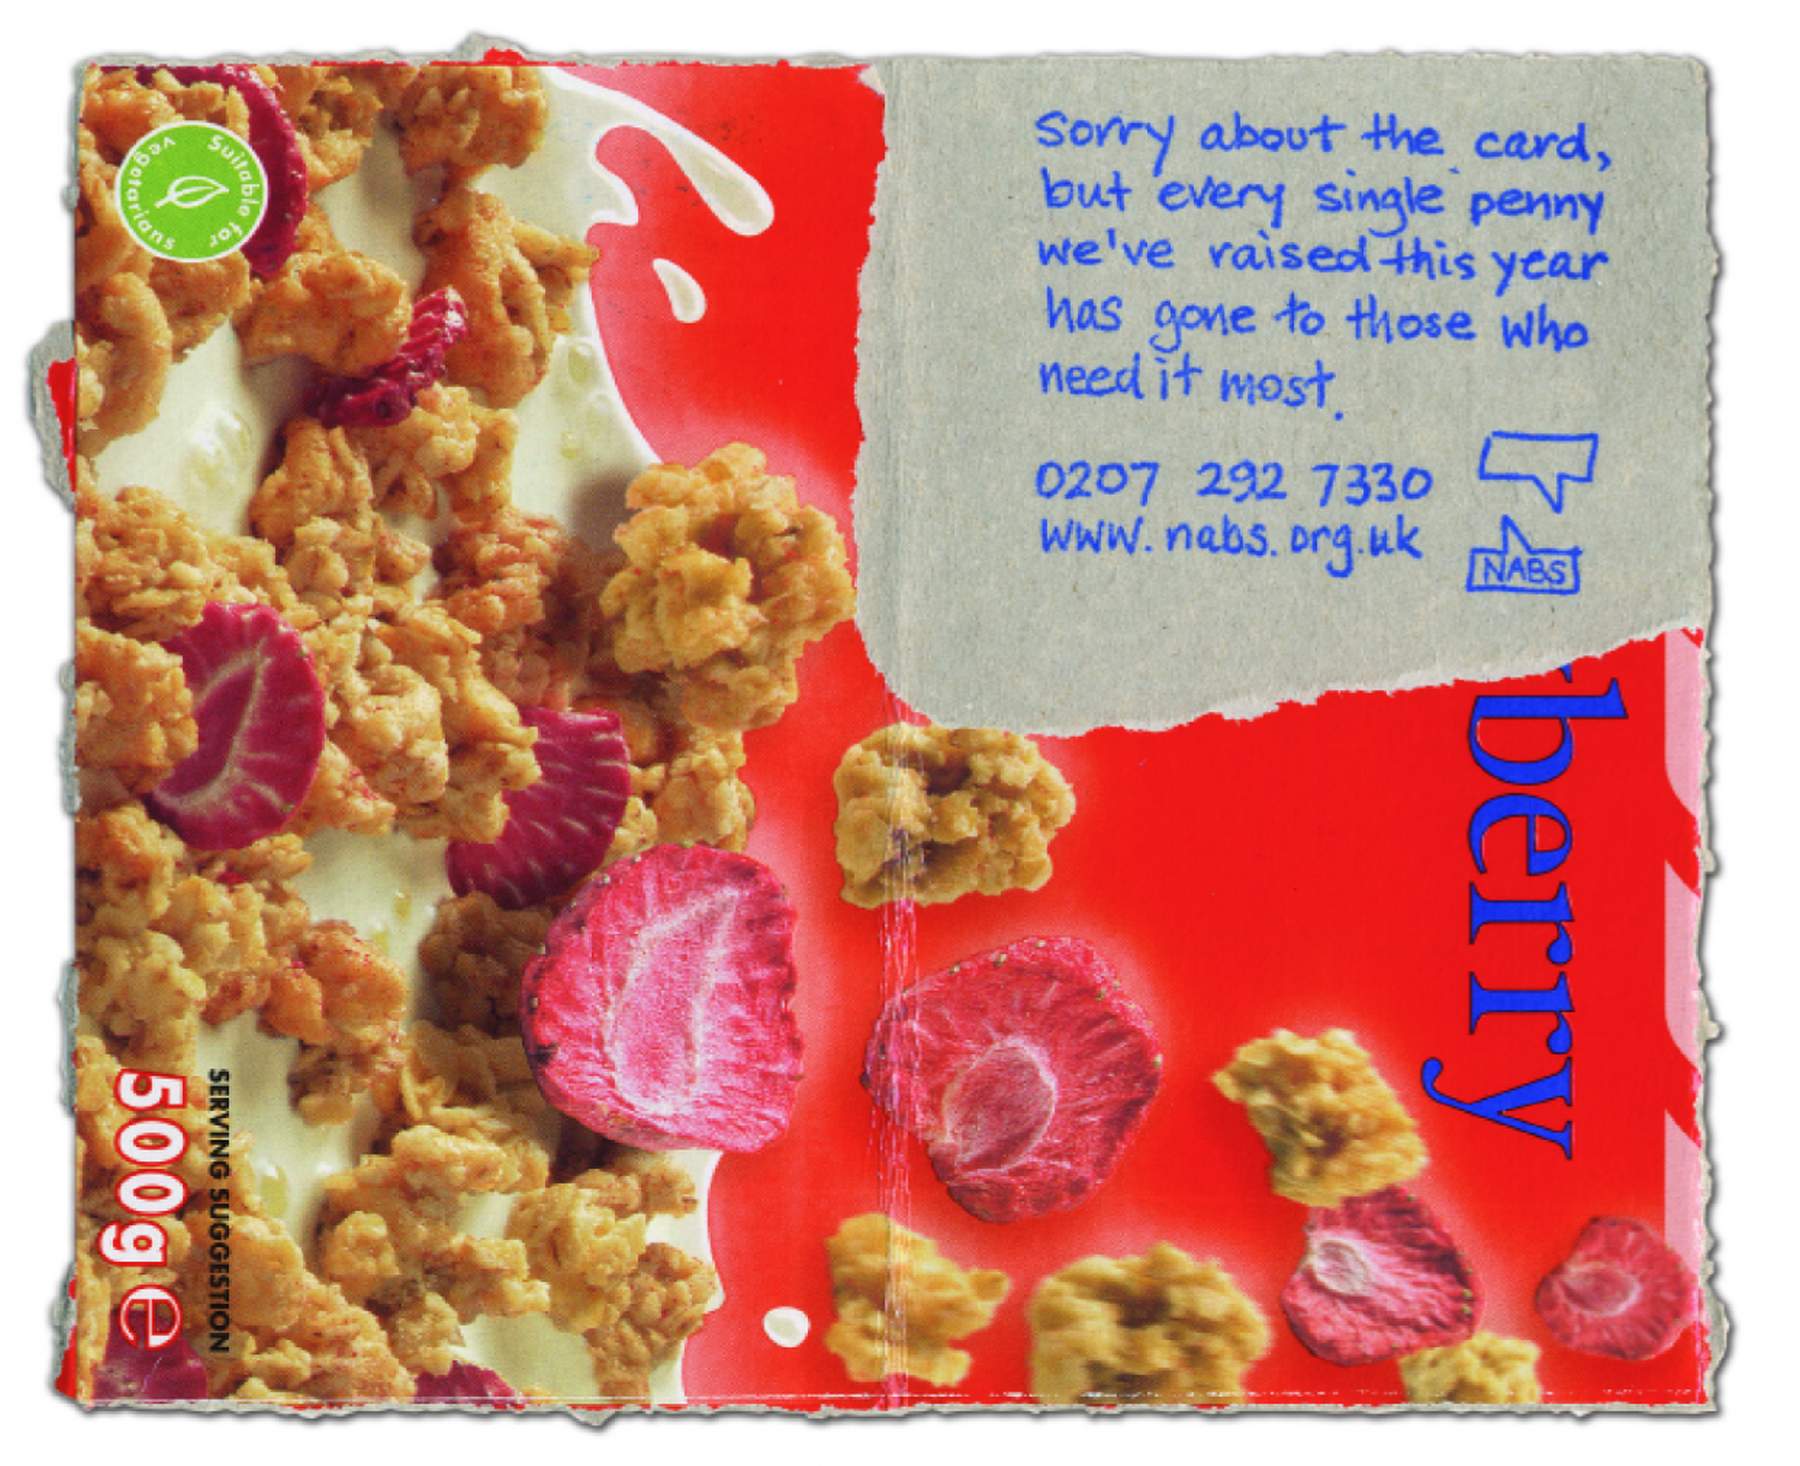 Suitable for vegetarians
Sorry about the card,
but every single penny
we've raised this year
has gone to those who
need it most.
0207 292 7330
www.nabs.org.uk
NABS
rberry
SERVING SUGGESTION
500g e